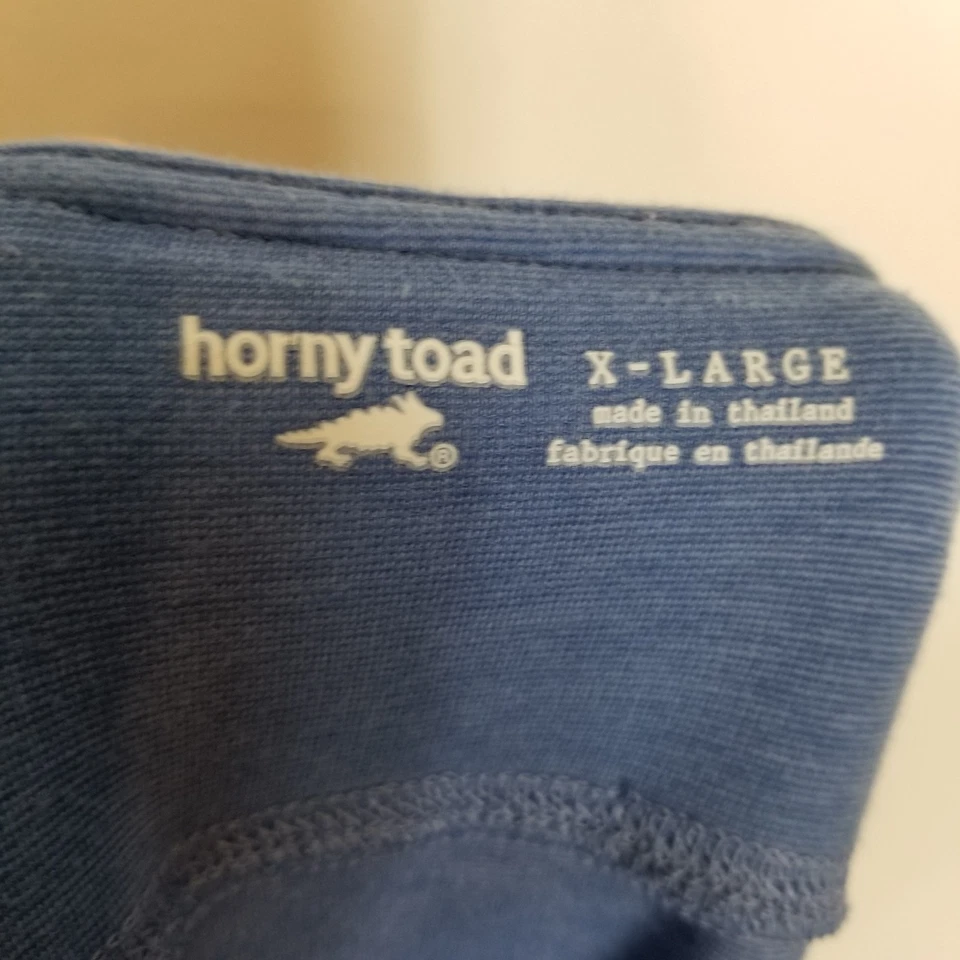 horny toad
®
X-LARGE
made in thailand
fabrique en thailande